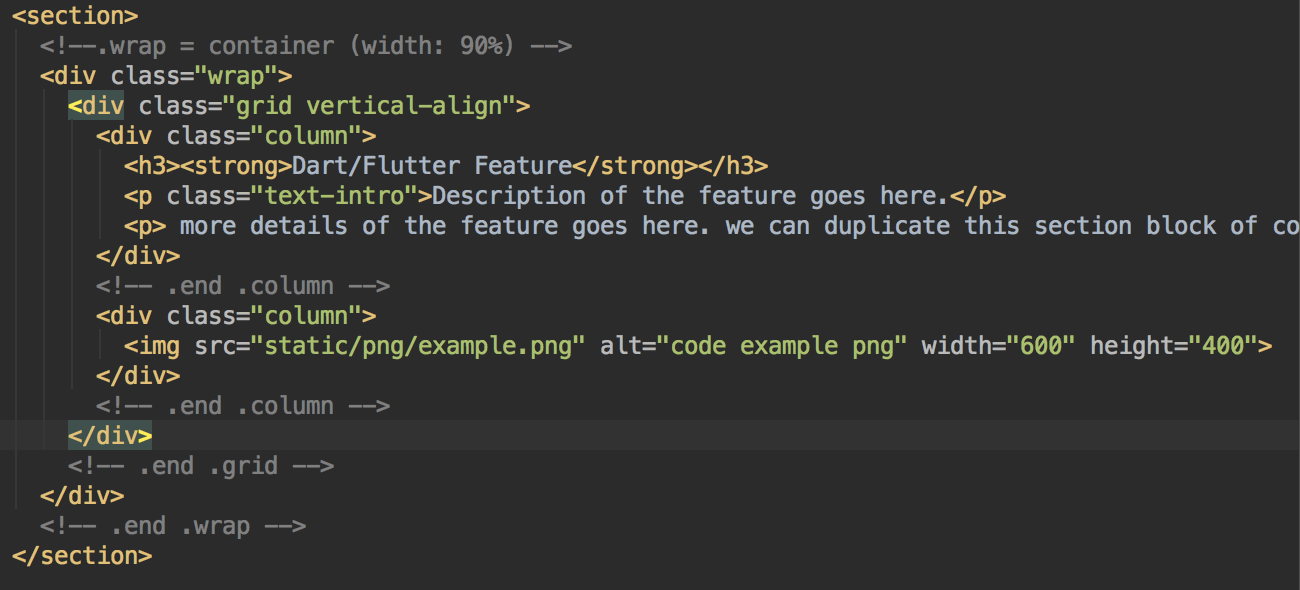 <section>
<!--.wrap = container (width: 90%) -->
<div class="wrap">
<div class="grid vertical-align">
<div class="column">
<h3><strong>Dart/Flutter Feature</strong></h3>
<p class="text-intro">Description of the feature goes here.</p>
<p> more details of the feature goes here. we can duplicate this section block of co
</div>
<!-- .end .column -->
<div class="column">
<img src="static/png/example.png" alt="code example png" width="600" height="400">
</div>
<!-- .end .column -->
</div>
<!-- .end .grid -->
</div>
<!-- .end .wrap -->
</section>